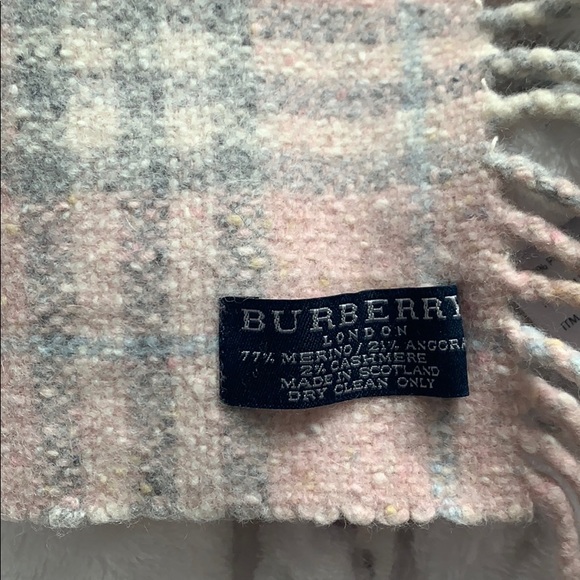 BURBERRY
LONDON
77% MERINO / 21% ANGORA
2% CASHMERE
MADE IN SCOTLAND
DRY CLEAN ONLY